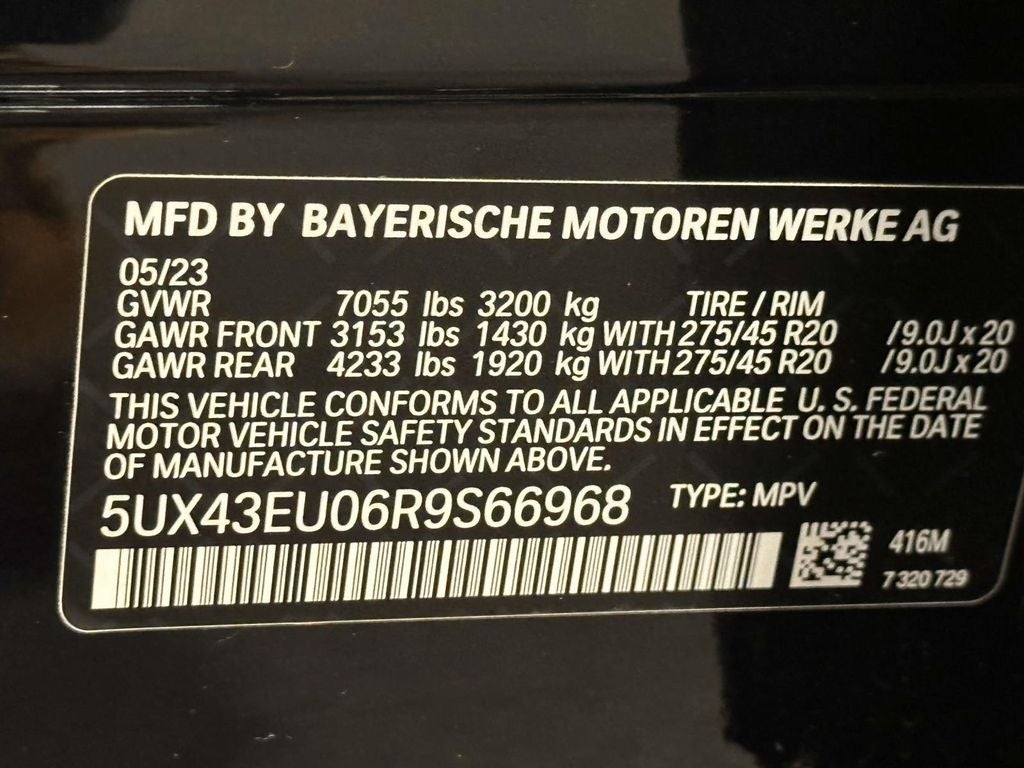 MFD BY BAYERISCHE MOTOREN WERKE AG
05/23
GVWR 7055 lbs 3200 kg TIRE / RIM
GAWR FRONT 3153 lbs 1430 kg WITH 275/45 R20 /9.0J x 20
GAWR REAR 4233 lbs 1920 kg WITH 275/45 R20 /9.0J x 20
THIS VEHICLE CONFORMS TO ALL APPLICABLE U. S. FEDERAL
MOTOR VEHICLE SAFETY STANDARDS IN EFFECT ON THE DATE
OF MANUFACTURE SHOWN ABOVE.
5UX43EU06R9S66968 TYPE: MPV
416M
7 320 729